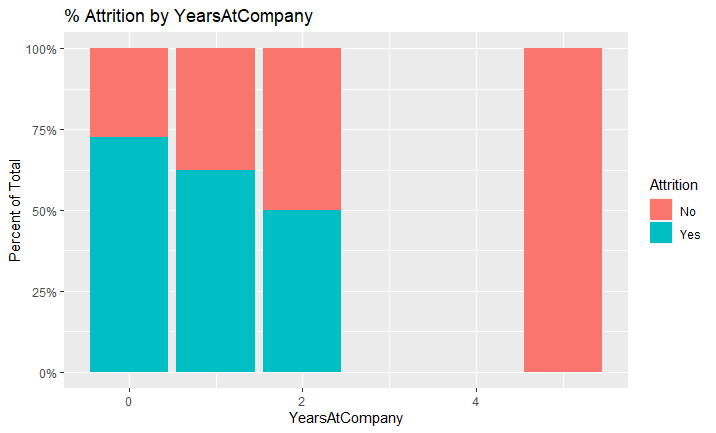 % Attrition by YearsAtCompany
100%
75%
50%
25%
0%
Percent of Total
0
2
4
YearsAtCompany
Attrition
No
Yes